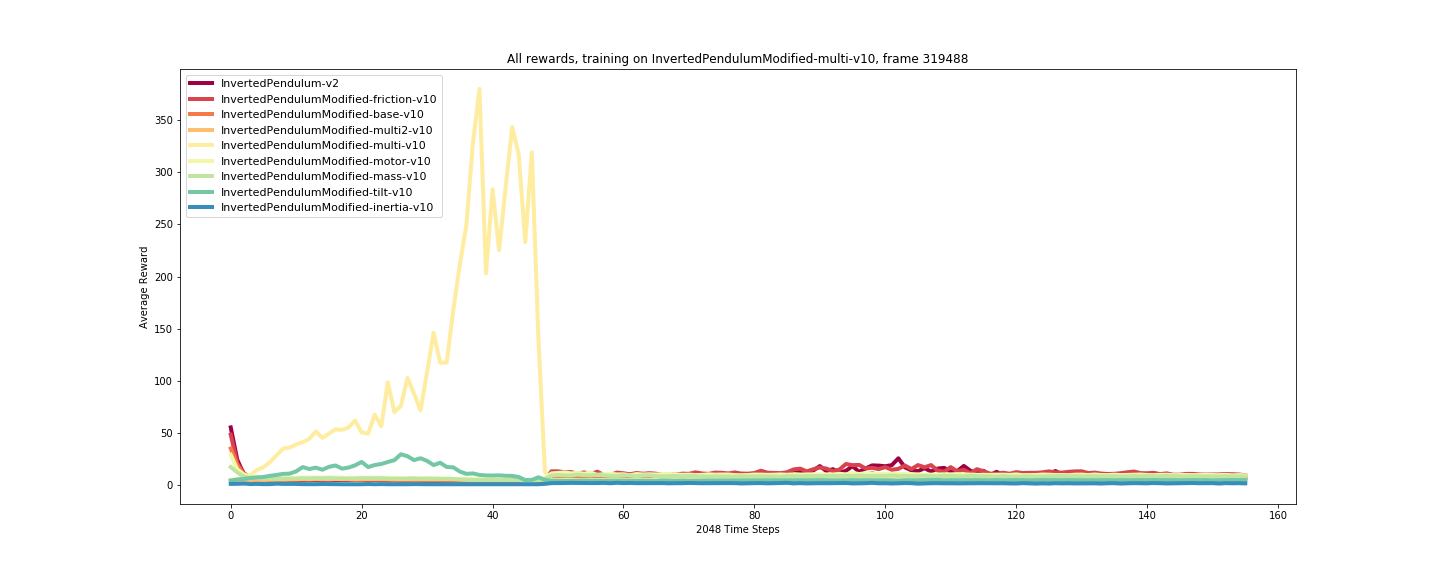 All rewards, training on InvertedPendulumModified-multi-v10, frame 319488
InvertedPendulum-v2
InvertedPendulumModified-friction-v10
InvertedPendulumModified-base-v10
InvertedPendulumModified-multi2-v10
InvertedPendulumModified-multi-v10
InvertedPendulumModified-motor-v10
InvertedPendulumModified-mass-v10
InvertedPendulumModified-tilt-v10
InvertedPendulumModified-inertia-v10
Average Reward
350
300
250
200
150
100
50
0
0 20 40 60 80 100 120 140 160
2048 Time Steps